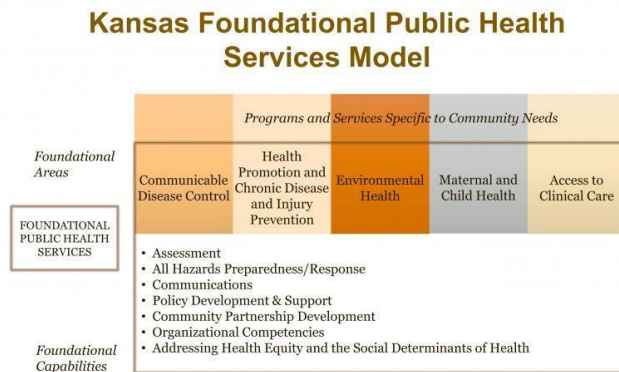 Kansas Foundational Public Health
Services Model
Programs and Services Specific to Community Needs
Foundational
Areas
Communicable
Disease Control
Health
Promotion and
Chronic Disease
and Injury
Prevention
Environmental
Health
Maternal and
Child Health
Access to
Clinical Care
FOUNDATIONAL
PUBLIC HEALTH
SERVICES
• Assessment
• All Hazards Preparedness/Response
• Communications
• Policy Development & Support
• Community Partnership Development
• Organizational Competencies
• Addressing Health Equity and the Social Determinants of Health
Foundational
Capabilities